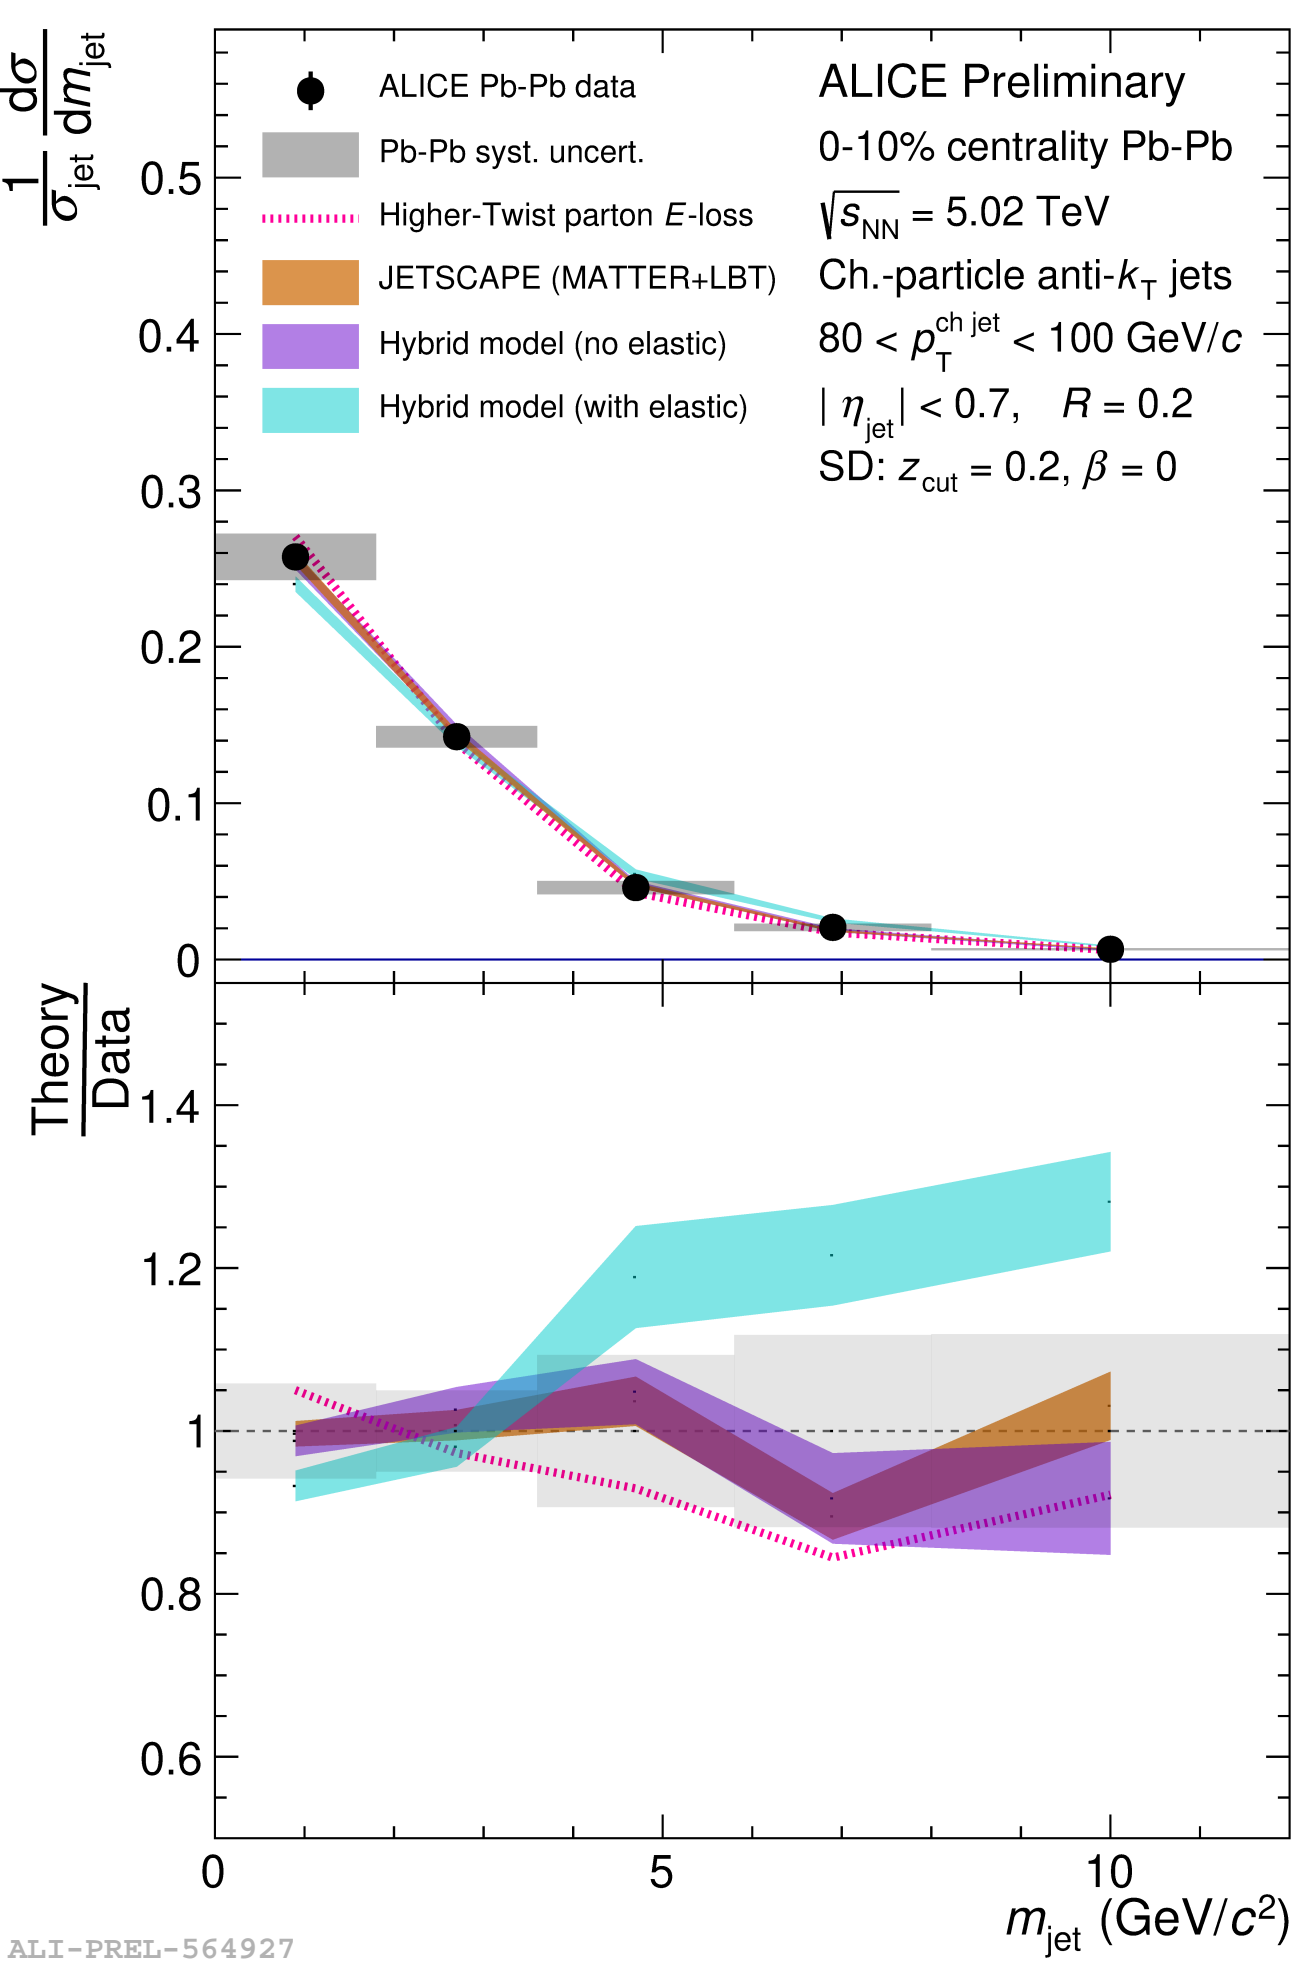 1/σjet dσ/dmjet
ALICE Pb-Pb data
Pb-Pb syst. uncert.
Higher-Twist parton E-loss
JETSCAPE (MATTER+LBT)
Hybrid model (no elastic)
Hybrid model (with elastic)
ALICE Preliminary
0-10% centrality Pb-Pb
√sNN = 5.02 TeV
Ch.-particle anti-kT jets
80 < pT ch jet < 100 GeV/c
| ηjet| < 0.7, R = 0.2
SD: zcut = 0.2, β = 0
0.5
0.4
0.3
0.2
0.1
0
Theory
Data
1.4
1.2
1
0.8
0.6
0 5 10
mjet (GeV/c²)
ALI-PREL-564927